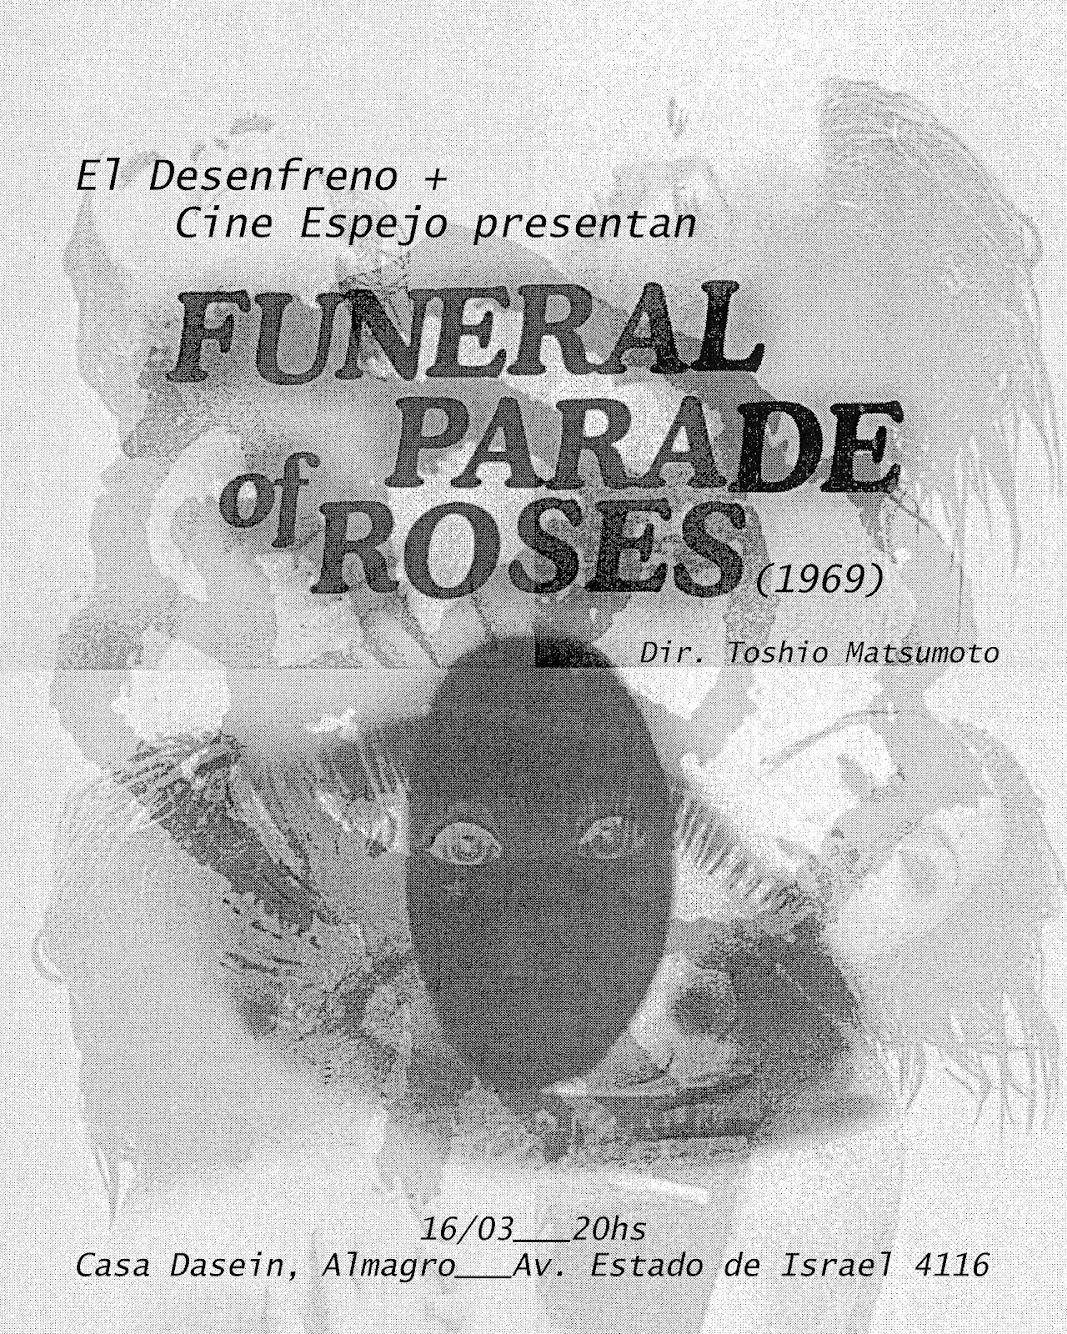 El Desenfreno +
Cine Espejo presentan
FUNERAL
PARADE
of ROSES (1969)
Dir. Toshio Matsumoto
16/03___20hs
Casa Dasein, Almagro___Av. Estado de Israel 4116